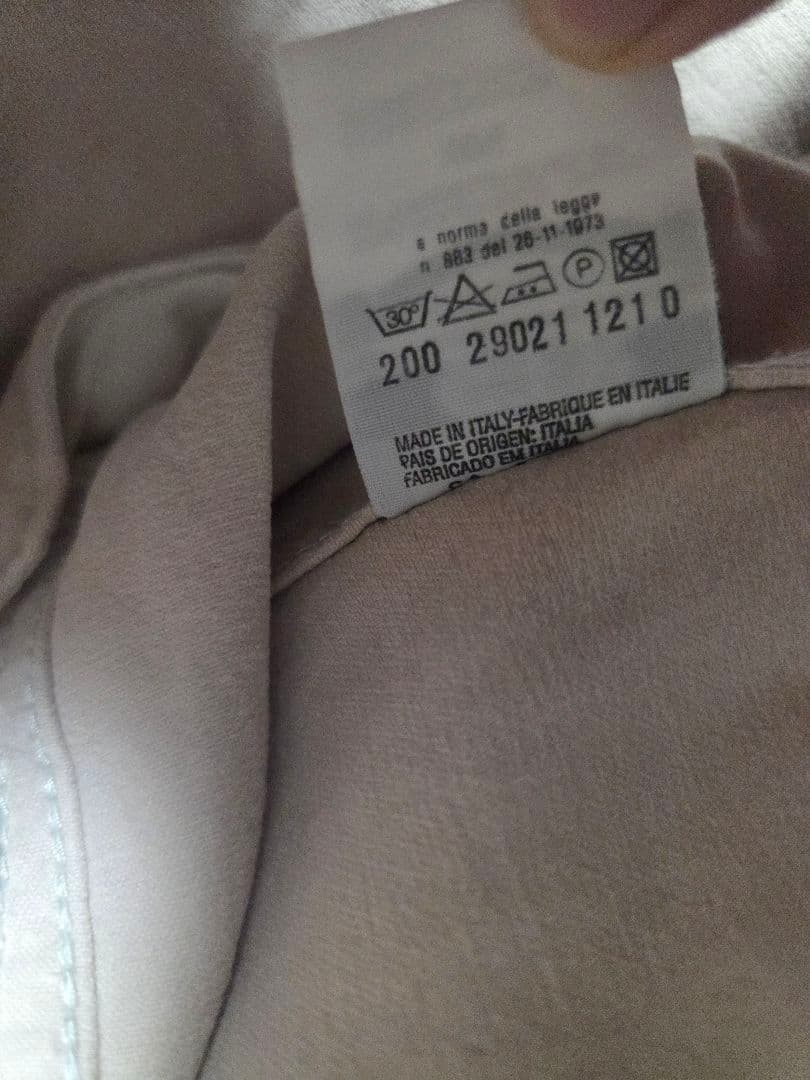 a norma della legge
n 883 del 26-11-1973
30° P
200 29021 121 0
MADE IN ITALY-FABRIQUE EN ITALIE
PAIS DE ORIGEN: ITALIA
FABRICADO EM ITALIA